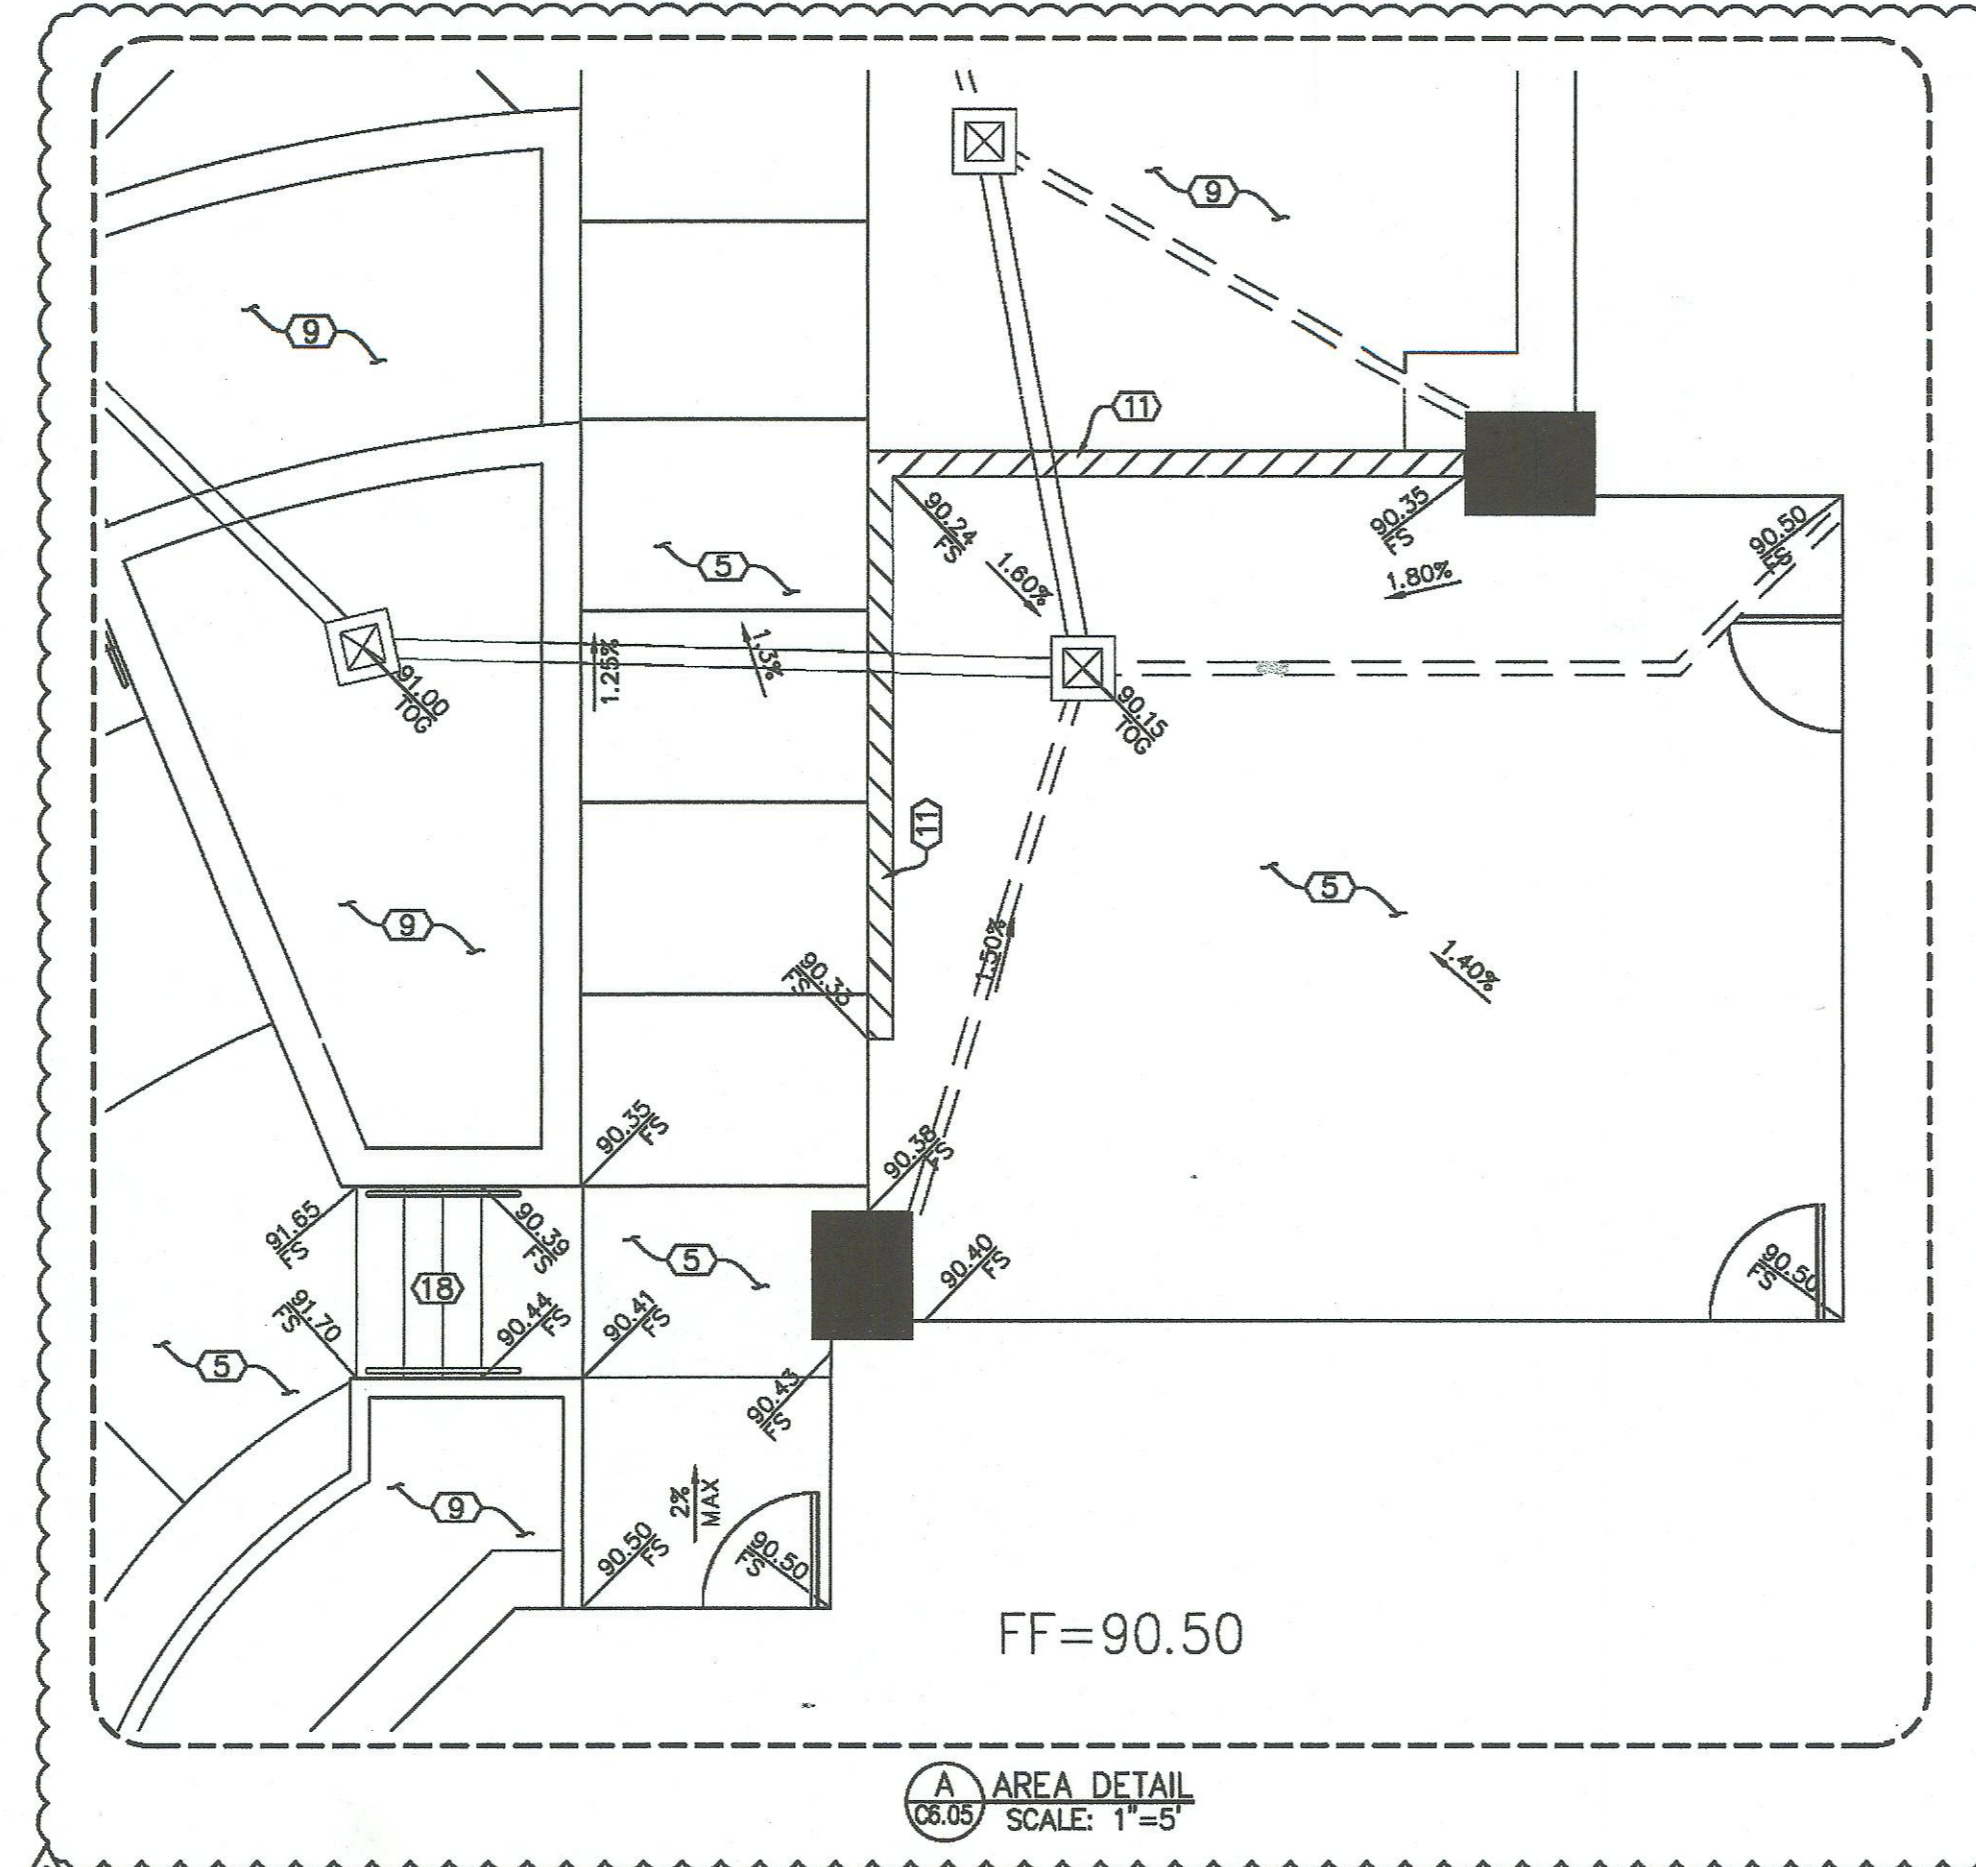 9
9
11
90.24
FS
90.35
FS
90.50
FS
5
1.60%
1.80%
1.25%
1.3%
91.00
TOG
90.15
TOG
11
9
5
1.50%
1.40%
90.33
FS
90.35
FS
90.38
FS
91.65
FS
90.39
FS
5
90.40
FS
90.50
FS
18
91.70
FS
90.44
FS
90.41
FS
5
90.43
FS
9
2%
MAX
90.50
FS
90.50
FS
FF=90.50
A
C6.05
AREA DETAIL
SCALE: 1"=5'